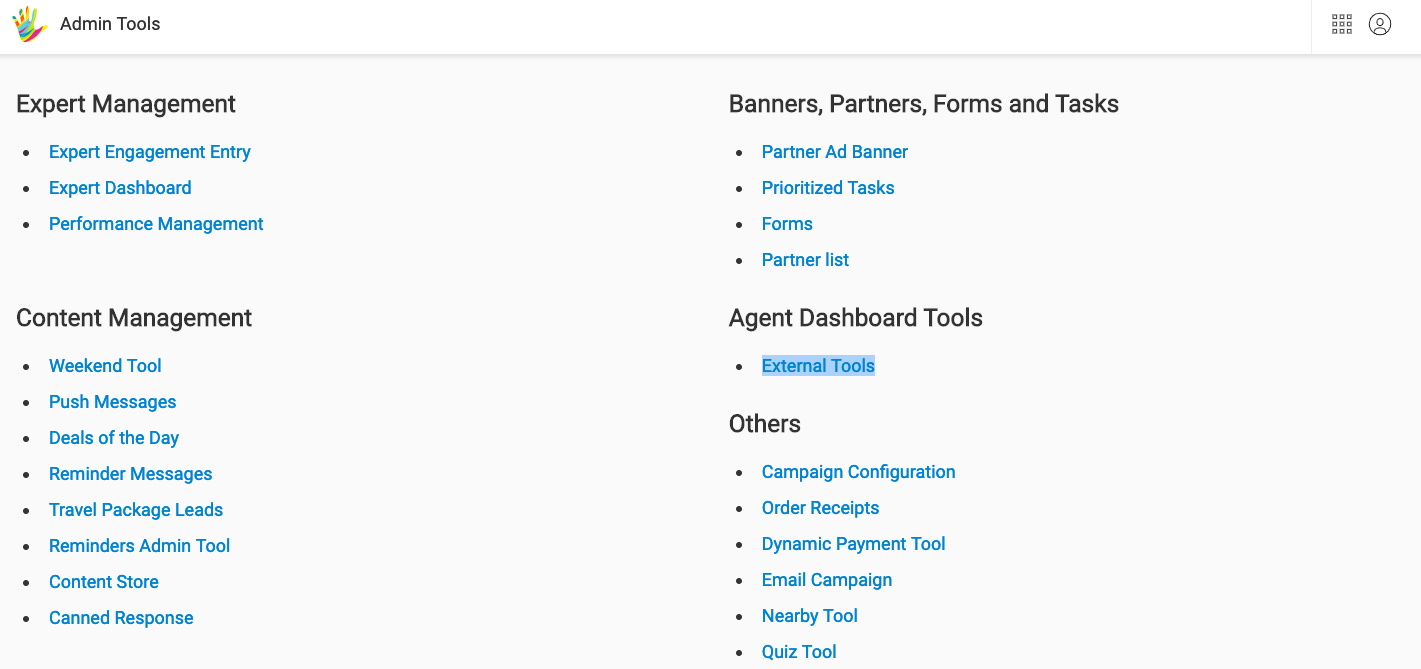 Admin Tools
Expert Management
Expert Engagement Entry
Expert Dashboard
Performance Management
Banners, Partners, Forms and Tasks
Partner Ad Banner
Prioritized Tasks
Forms
Partner list
Content Management
Weekend Tool
Push Messages
Deals of the Day
Reminder Messages
Travel Package Leads
Reminders Admin Tool
Content Store
Canned Response
Agent Dashboard Tools
External Tools
Others
Campaign Configuration
Order Receipts
Dynamic Payment Tool
Email Campaign
Nearby Tool
Quiz Tool